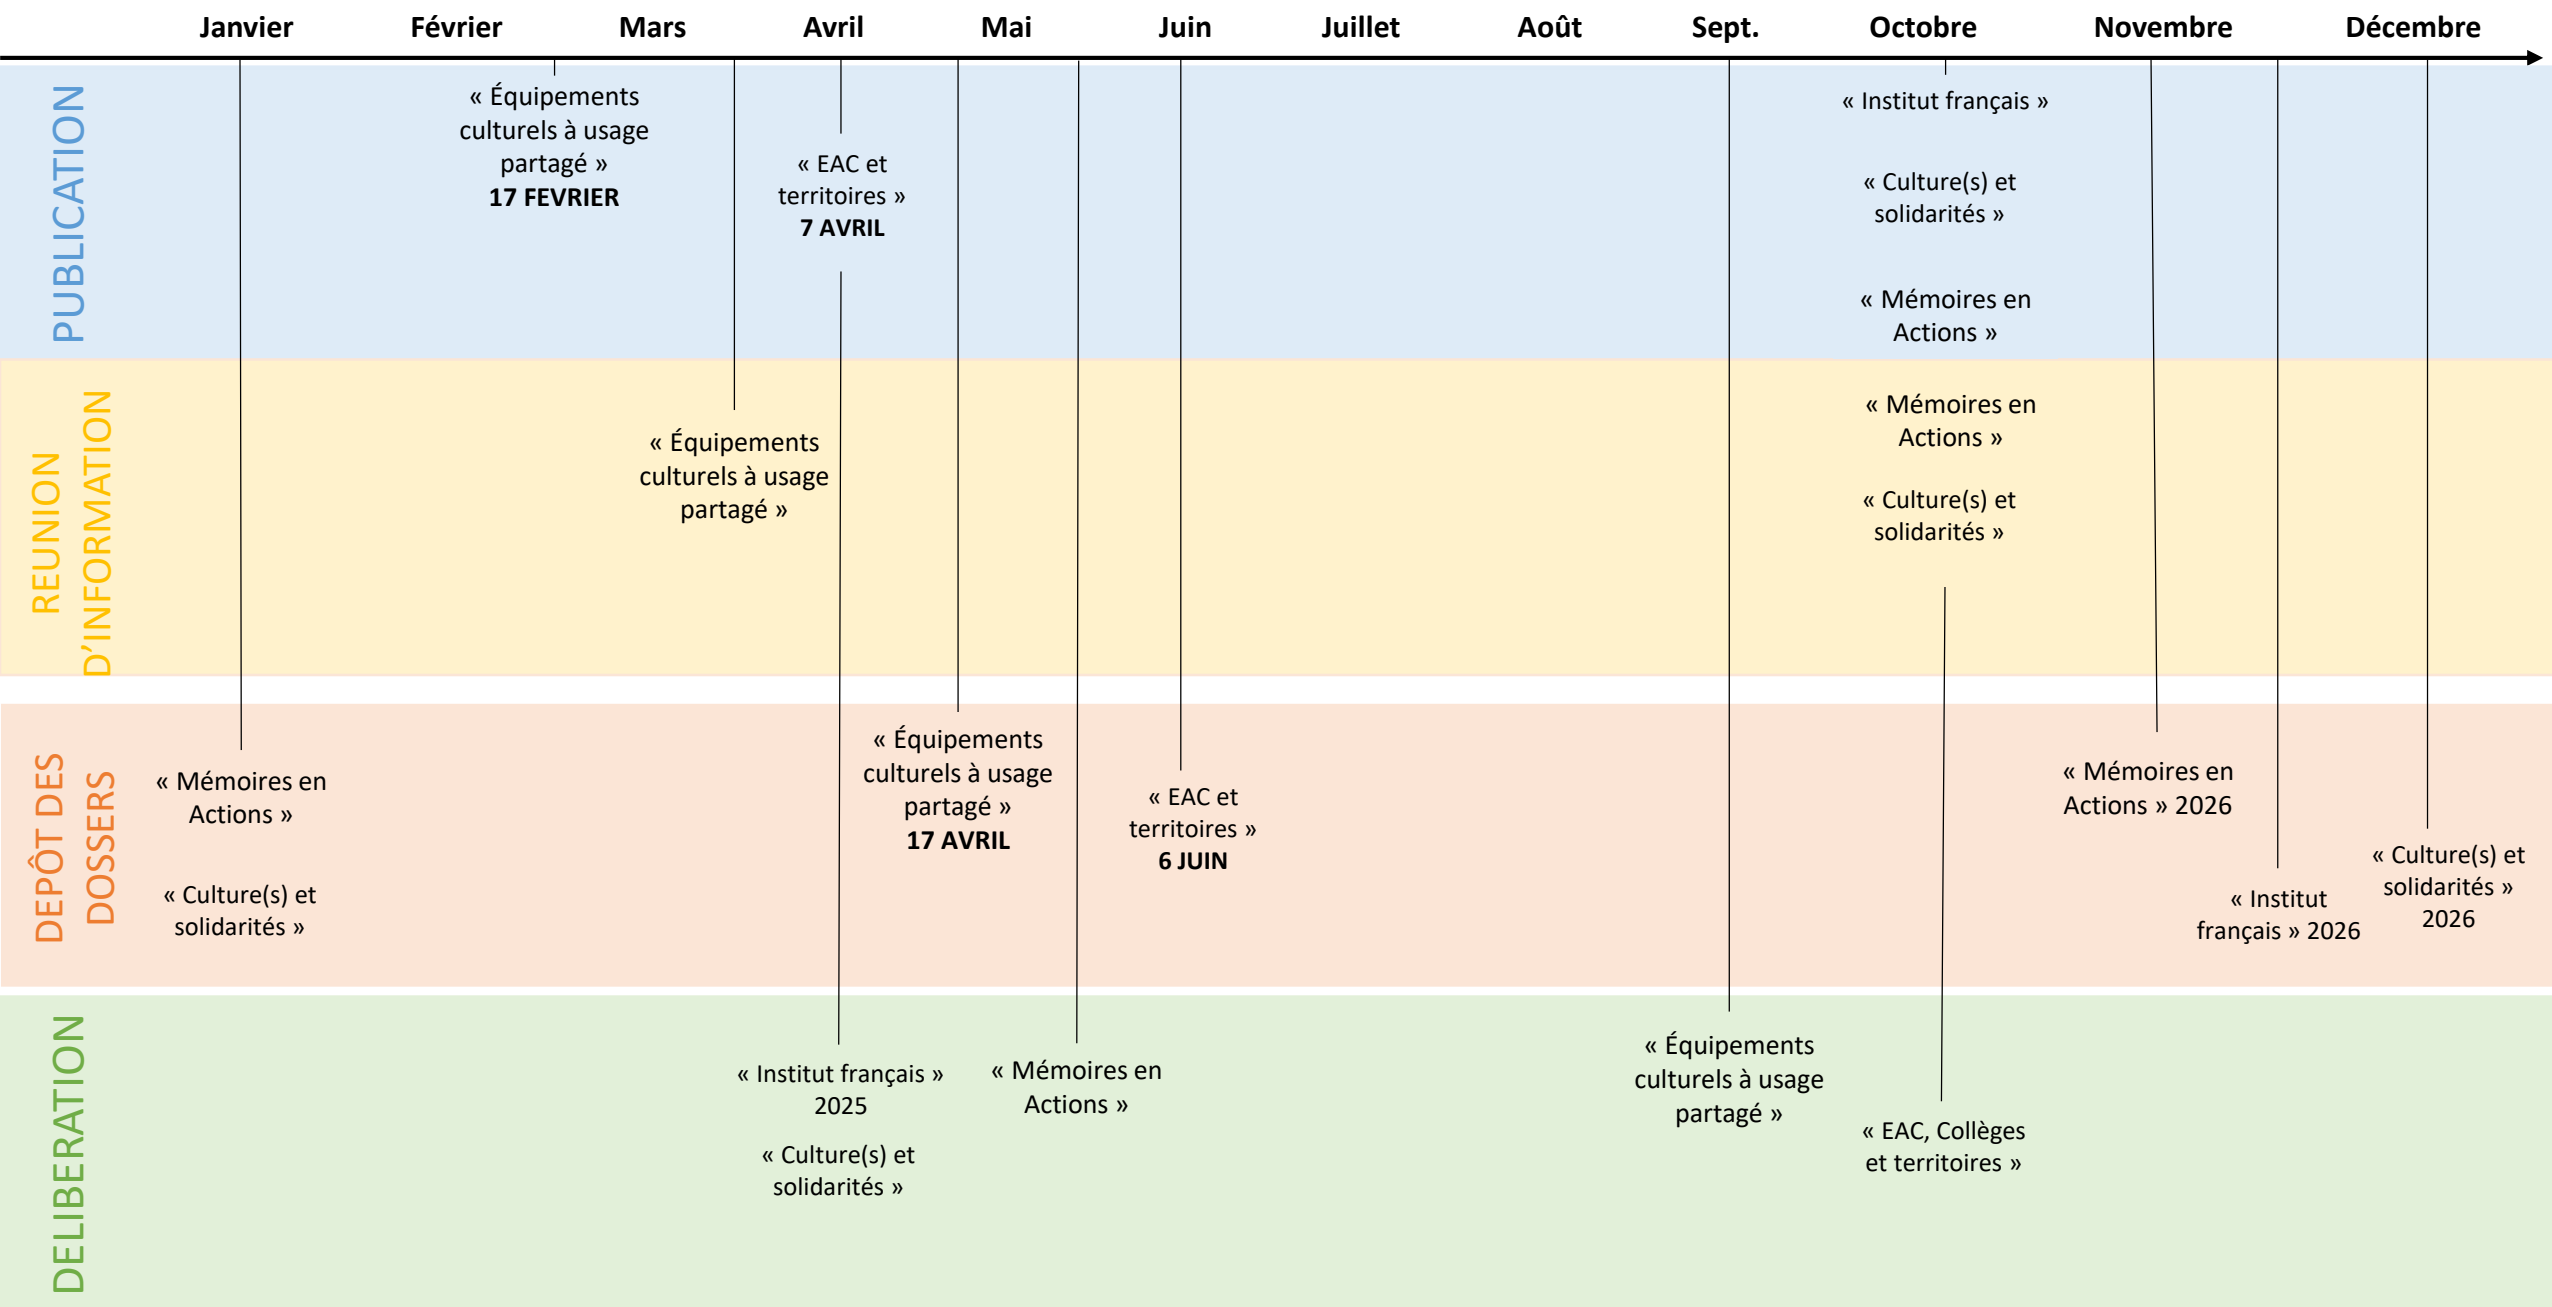 Janvier
Février
Mars
Avril
Mai
Juin
Juillet
Août
Sept.
Octobre
Novembre
Décembre
PUBLICATION
« Équipements
culturels à usage
partagé »
17 FEVRIER
« EAC et
territoires »
7 AVRIL
« Institut français »
« Culture(s) et
solidarités »
« Mémoires en
Actions »
REUNION
D’INFORMATION
« Équipements
culturels à usage
partagé »
« Mémoires en
Actions »
« Culture(s) et
solidarités »
DEPÔT DES
DOSSERS
« Mémoires en
Actions »
« Culture(s) et
solidarités »
« Équipements
culturels à usage
partagé »
17 AVRIL
« EAC et
territoires »
6 JUIN
« Mémoires en
Actions » 2026
« Institut
français » 2026
« Culture(s) et
solidarités »
2026
DELIBERATION
« Institut français »
2025
« Culture(s) et
solidarités »
« Mémoires en
Actions »
« Équipements
culturels à usage
partagé »
« EAC, Collèges
et territoires »